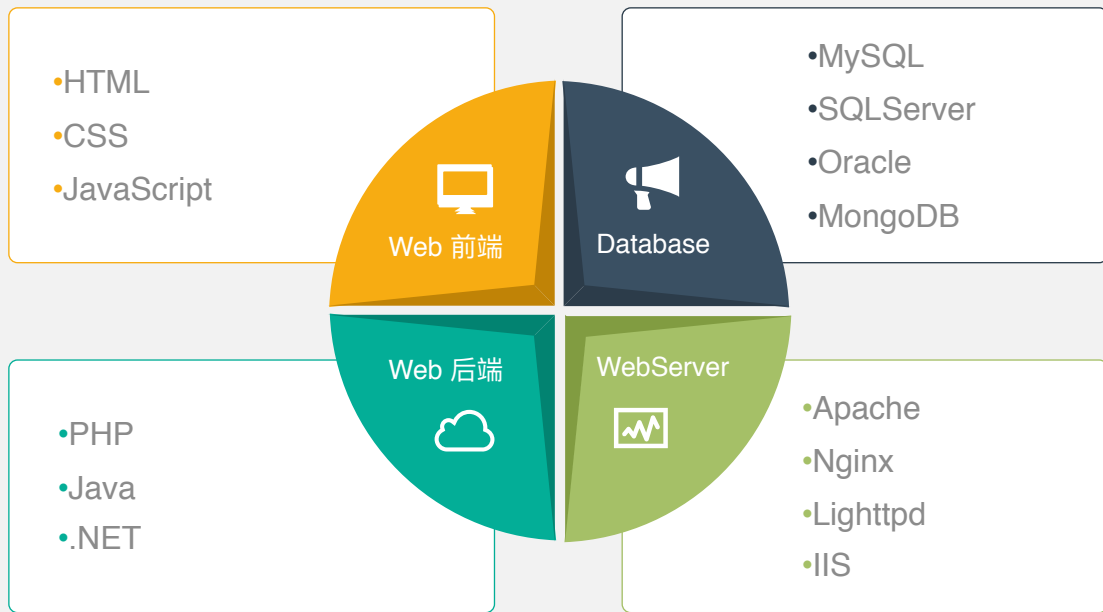 •HTML
•CSS
•JavaScript
•MySQL
•SQLServer
•Oracle
•MongoDB
Web 前端
Database
Web 后端
WebServer
•PHP
•Java
•.NET
•Apache
•Nginx
•Lighttpd
•IIS